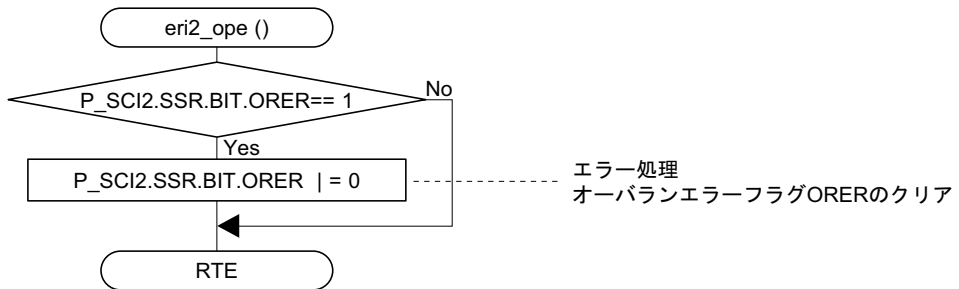 eri2_ope ()
P_SCI2.SSR.BIT.ORER== 1
No
Yes
P_SCI2.SSR.BIT.ORER | = 0
エラー処理
オーバランエラーフラグORERのクリア
RTE